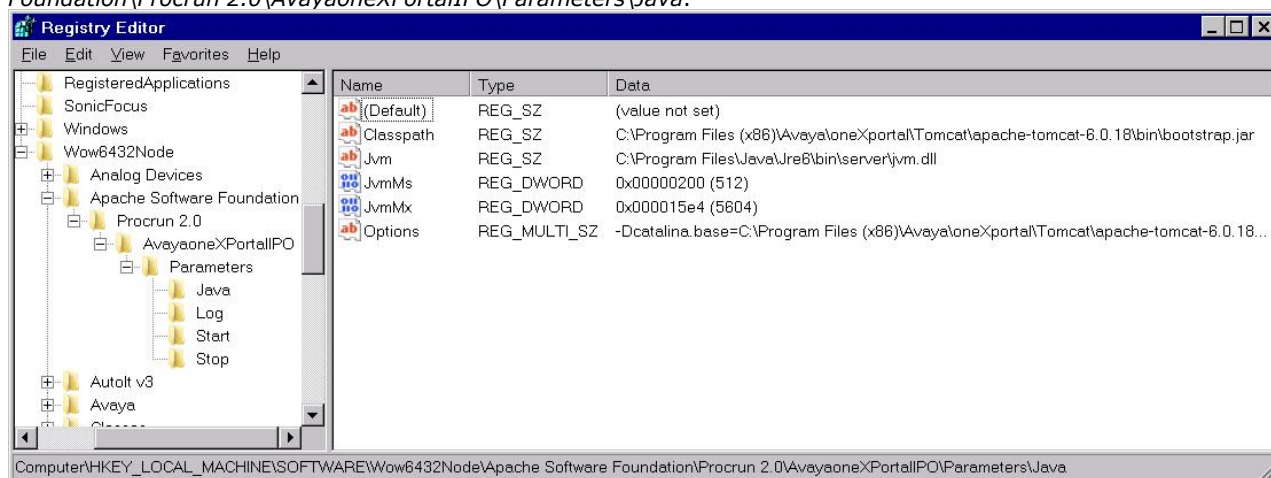 Foundation\Procrun 2.0\AvayaoneXPortalIPO\Parameters\Java.
Registry Editor
File Edit View Favorites Help
RegisteredApplications
SonicFocus
Windows
Wow6432Node
Analog Devices
Apache Software Foundation
Procrun 2.0
AvayaoneXPortalIPO
Parameters
Java
Log
Start
Stop
AutoIt v3
Avaya
Name Type Data
(Default) REG_SZ (value not set)
Classpath REG_SZ C:\Program Files (x86)\Avaya\oneXportal\Tomcat\apache-tomcat-6.0.18\bin\bootstrap.jar
Jvm REG_SZ C:\Program Files\Java\Jre6\bin\server\jvm.dll
JvmMs REG_DWORD 0x00000200 (512)
JvmMx REG_DWORD 0x000015e4 (5604)
Options REG_MULTI_SZ -Dcatalina.base=C:\Program Files (x86)\Avaya\oneXportal\Tomcat\apache-tomcat-6.0.18...
Computer\HKEY_LOCAL_MACHINE\SOFTWARE\Wow6432Node\Apache Software Foundation\Procrun 2.0\AvayaoneXPortalIPO\Parameters\Java